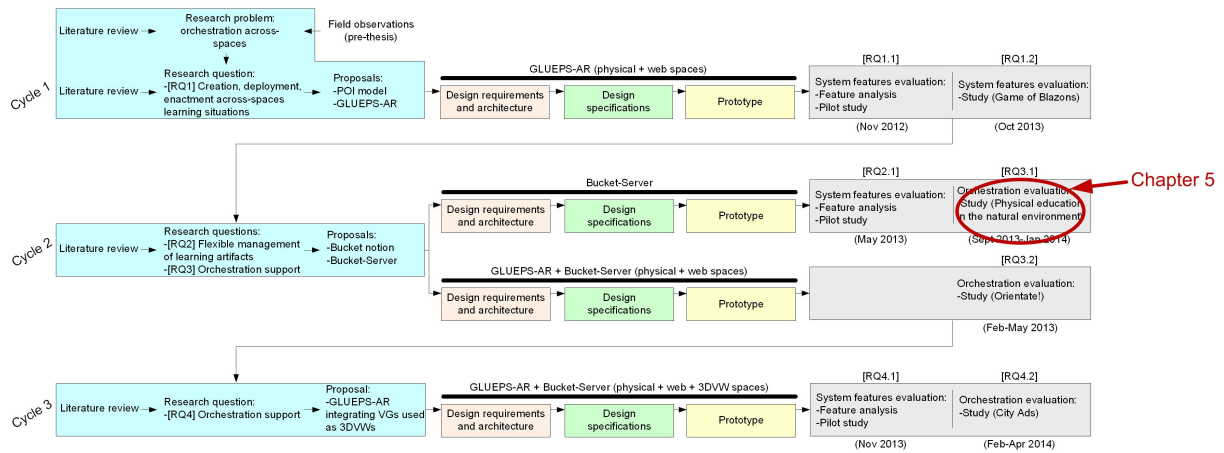 Research problem:
orchestration across-
spaces
Literature review
Field observations
(pre-thesis)
Cycle 1
Literature review
Research question:
-[RQ1] Creation, deployment,
enactment across-spaces
learning situations
Proposals:
-POI model
-GLUEPS-AR
GLUEPS-AR (physical + web spaces)
Design requirements
and architecture
Design
specifications
Prototype
[RQ1.1]
System features evaluation:
-Feature analysis
-Pilot study
(Nov 2012)
[RQ1.2]
System features evaluation:
-Study (Game of Blazons)
(Oct 2013)
Cycle 2
Literature review
Research questions:
-[RQ2] Flexible management
of learning artifacts
-[RQ3] Orchestration support
Proposals:
-Bucket notion
-Bucket-Server
Bucket-Server
Design requirements
and architecture
Design
specifications
Prototype
[RQ2.1]
System features evaluation:
-Feature analysis
-Pilot study
(May 2013)
[RQ3.1]
Orchestration evaluation:
-Study (Physical education
in the natural environment)
(Sept 2013-Jan 2014)
Chapter 5
GLUEPS-AR + Bucket-Server (physical + web spaces)
Design requirements
and architecture
Design
specifications
Prototype
[RQ3.2]
Orchestration evaluation:
-Study (Orientate!)
(Feb-May 2013)
Cycle 3
Literature review
Research question:
-[RQ4] Orchestration support
Proposal:
-GLUEPS-AR
integrating VGs used
as 3DVWs
GLUEPS-AR + Bucket-Server (physical + web + 3DVW spaces)
Design requirements
and architecture
Design
specifications
Prototype
[RQ4.1]
System features evaluation:
-Feature analysis
-Pilot study
(Nov 2013)
[RQ4.2]
Orchestration evaluation:
-Study (City Ads)
(Feb-Apr 2014)